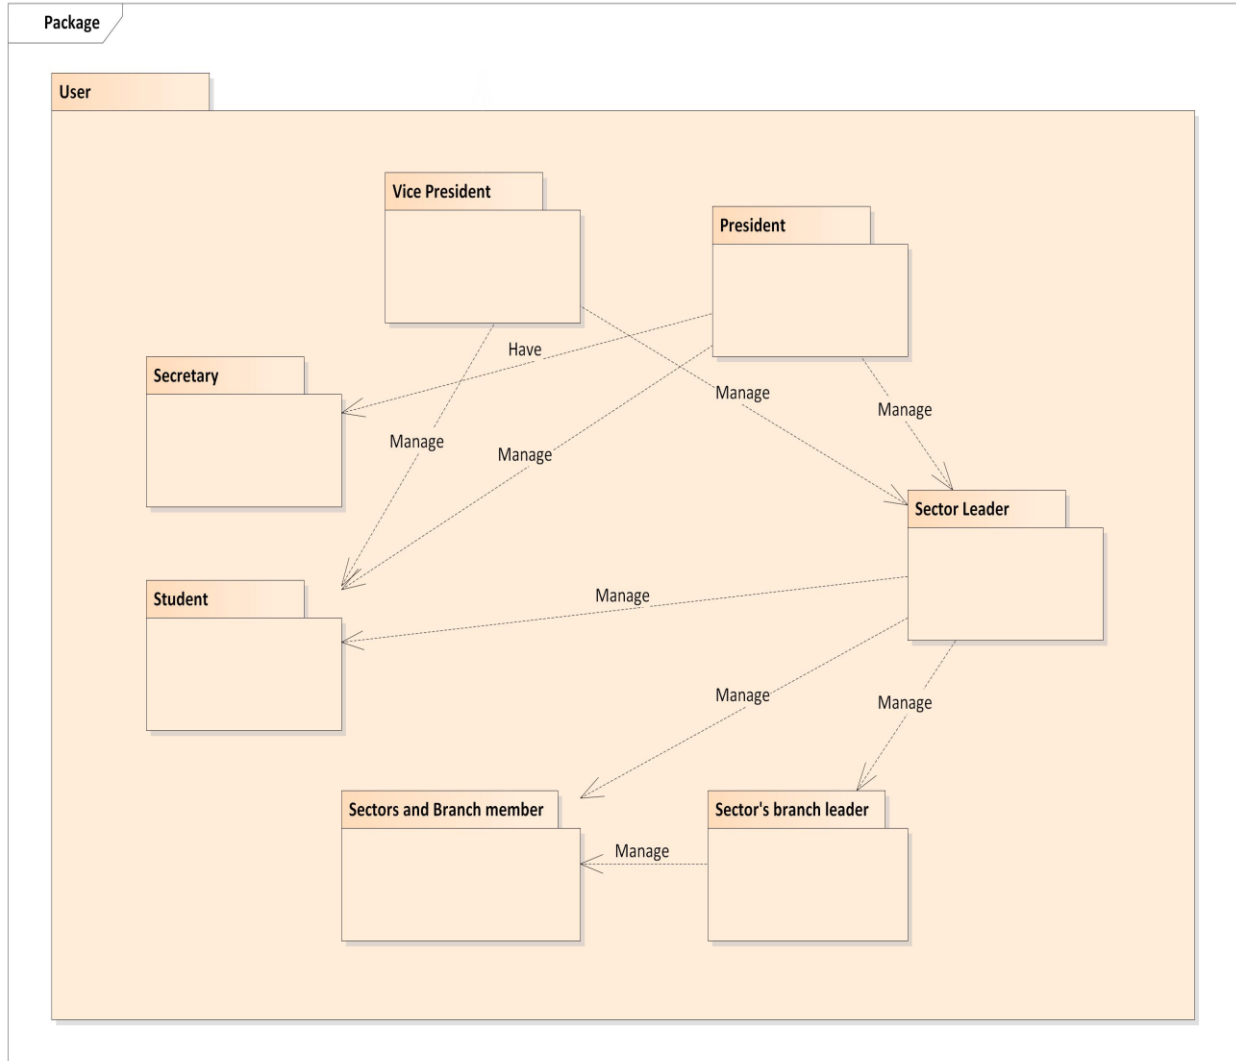 Package
User
Vice President
President
Have
Secretary
Manage
Manage
Manage
Manage
Sector Leader
Student
Manage
Manage
Manage
Sectors and Branch member
Sector's branch leader
Manage